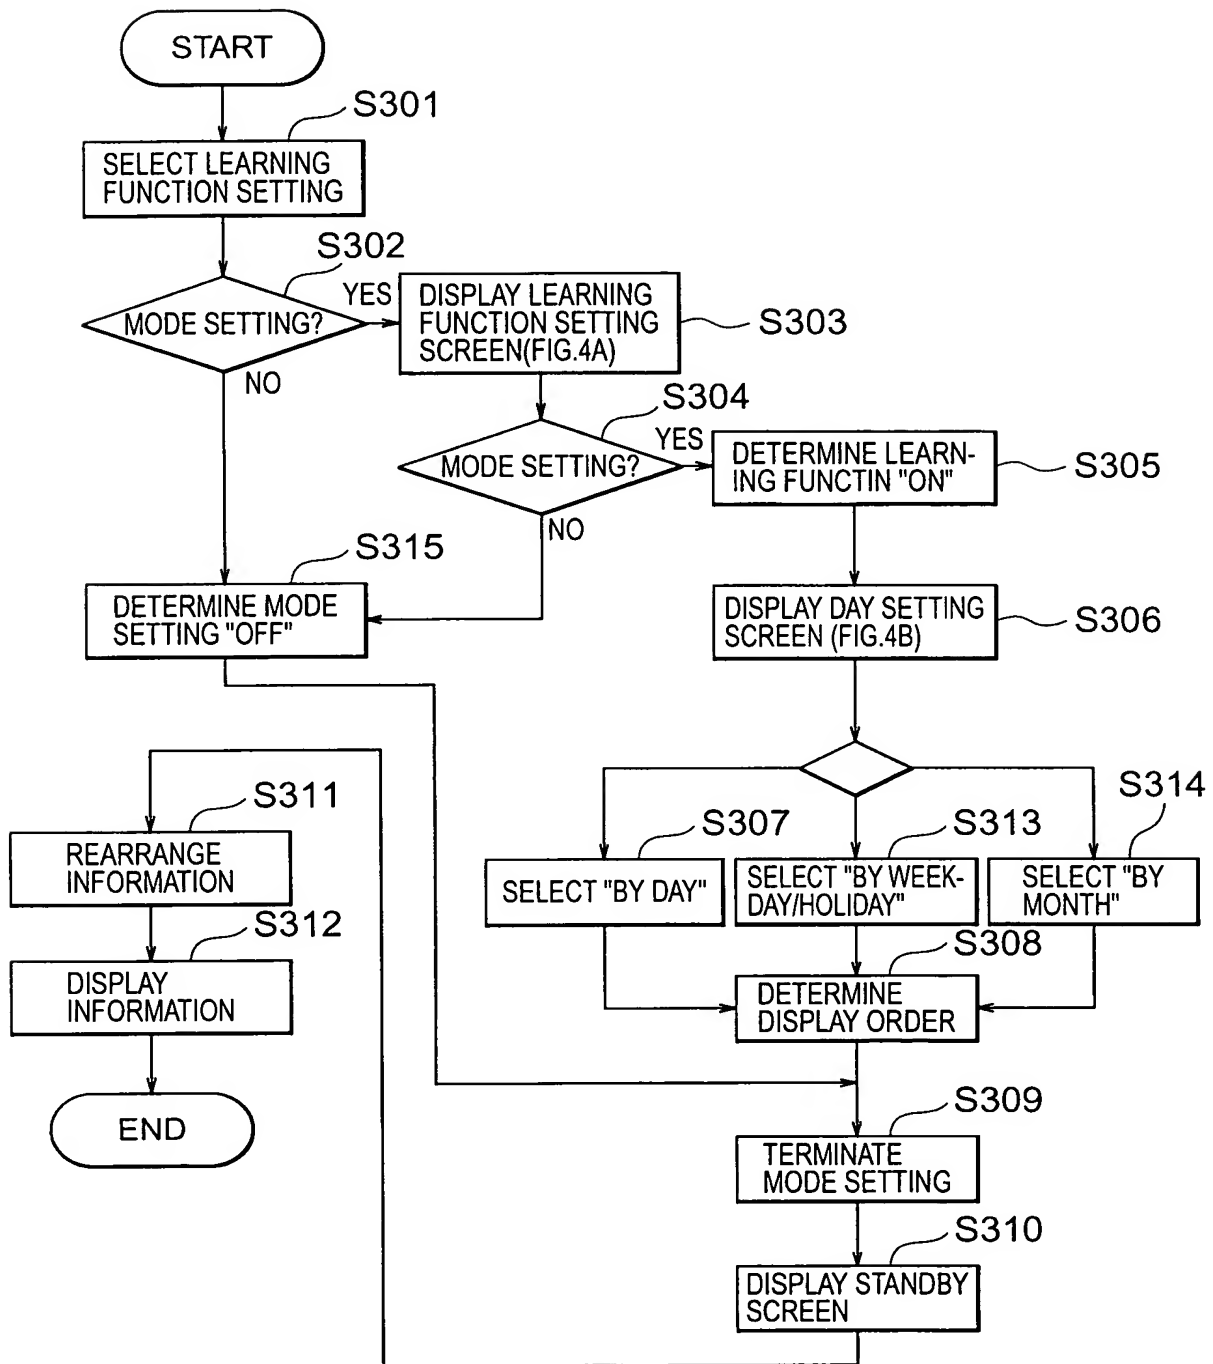 START
S301
SELECT LEARNING
FUNCTION SETTING
S302
MODE SETTING?
YES
NO
DISPLAY LEARNING
FUNCTION SETTING
SCREEN(FIG.4A)
S303
S304
MODE SETTING?
YES
NO
DETERMINE LEARN-
ING FUNCTIN "ON"
S305
S315
DETERMINE MODE
SETTING "OFF"
DISPLAY DAY SETTING
SCREEN (FIG.4B)
S306
S307
SELECT "BY DAY"
S313
SELECT "BY WEEK-
DAY/HOLIDAY"
S314
SELECT "BY
MONTH"
S308
DETERMINE
DISPLAY ORDER
S309
TERMINATE
MODE SETTING
S310
DISPLAY STANDBY
SCREEN
S311
REARRANGE
INFORMATION
S312
DISPLAY
INFORMATION
END